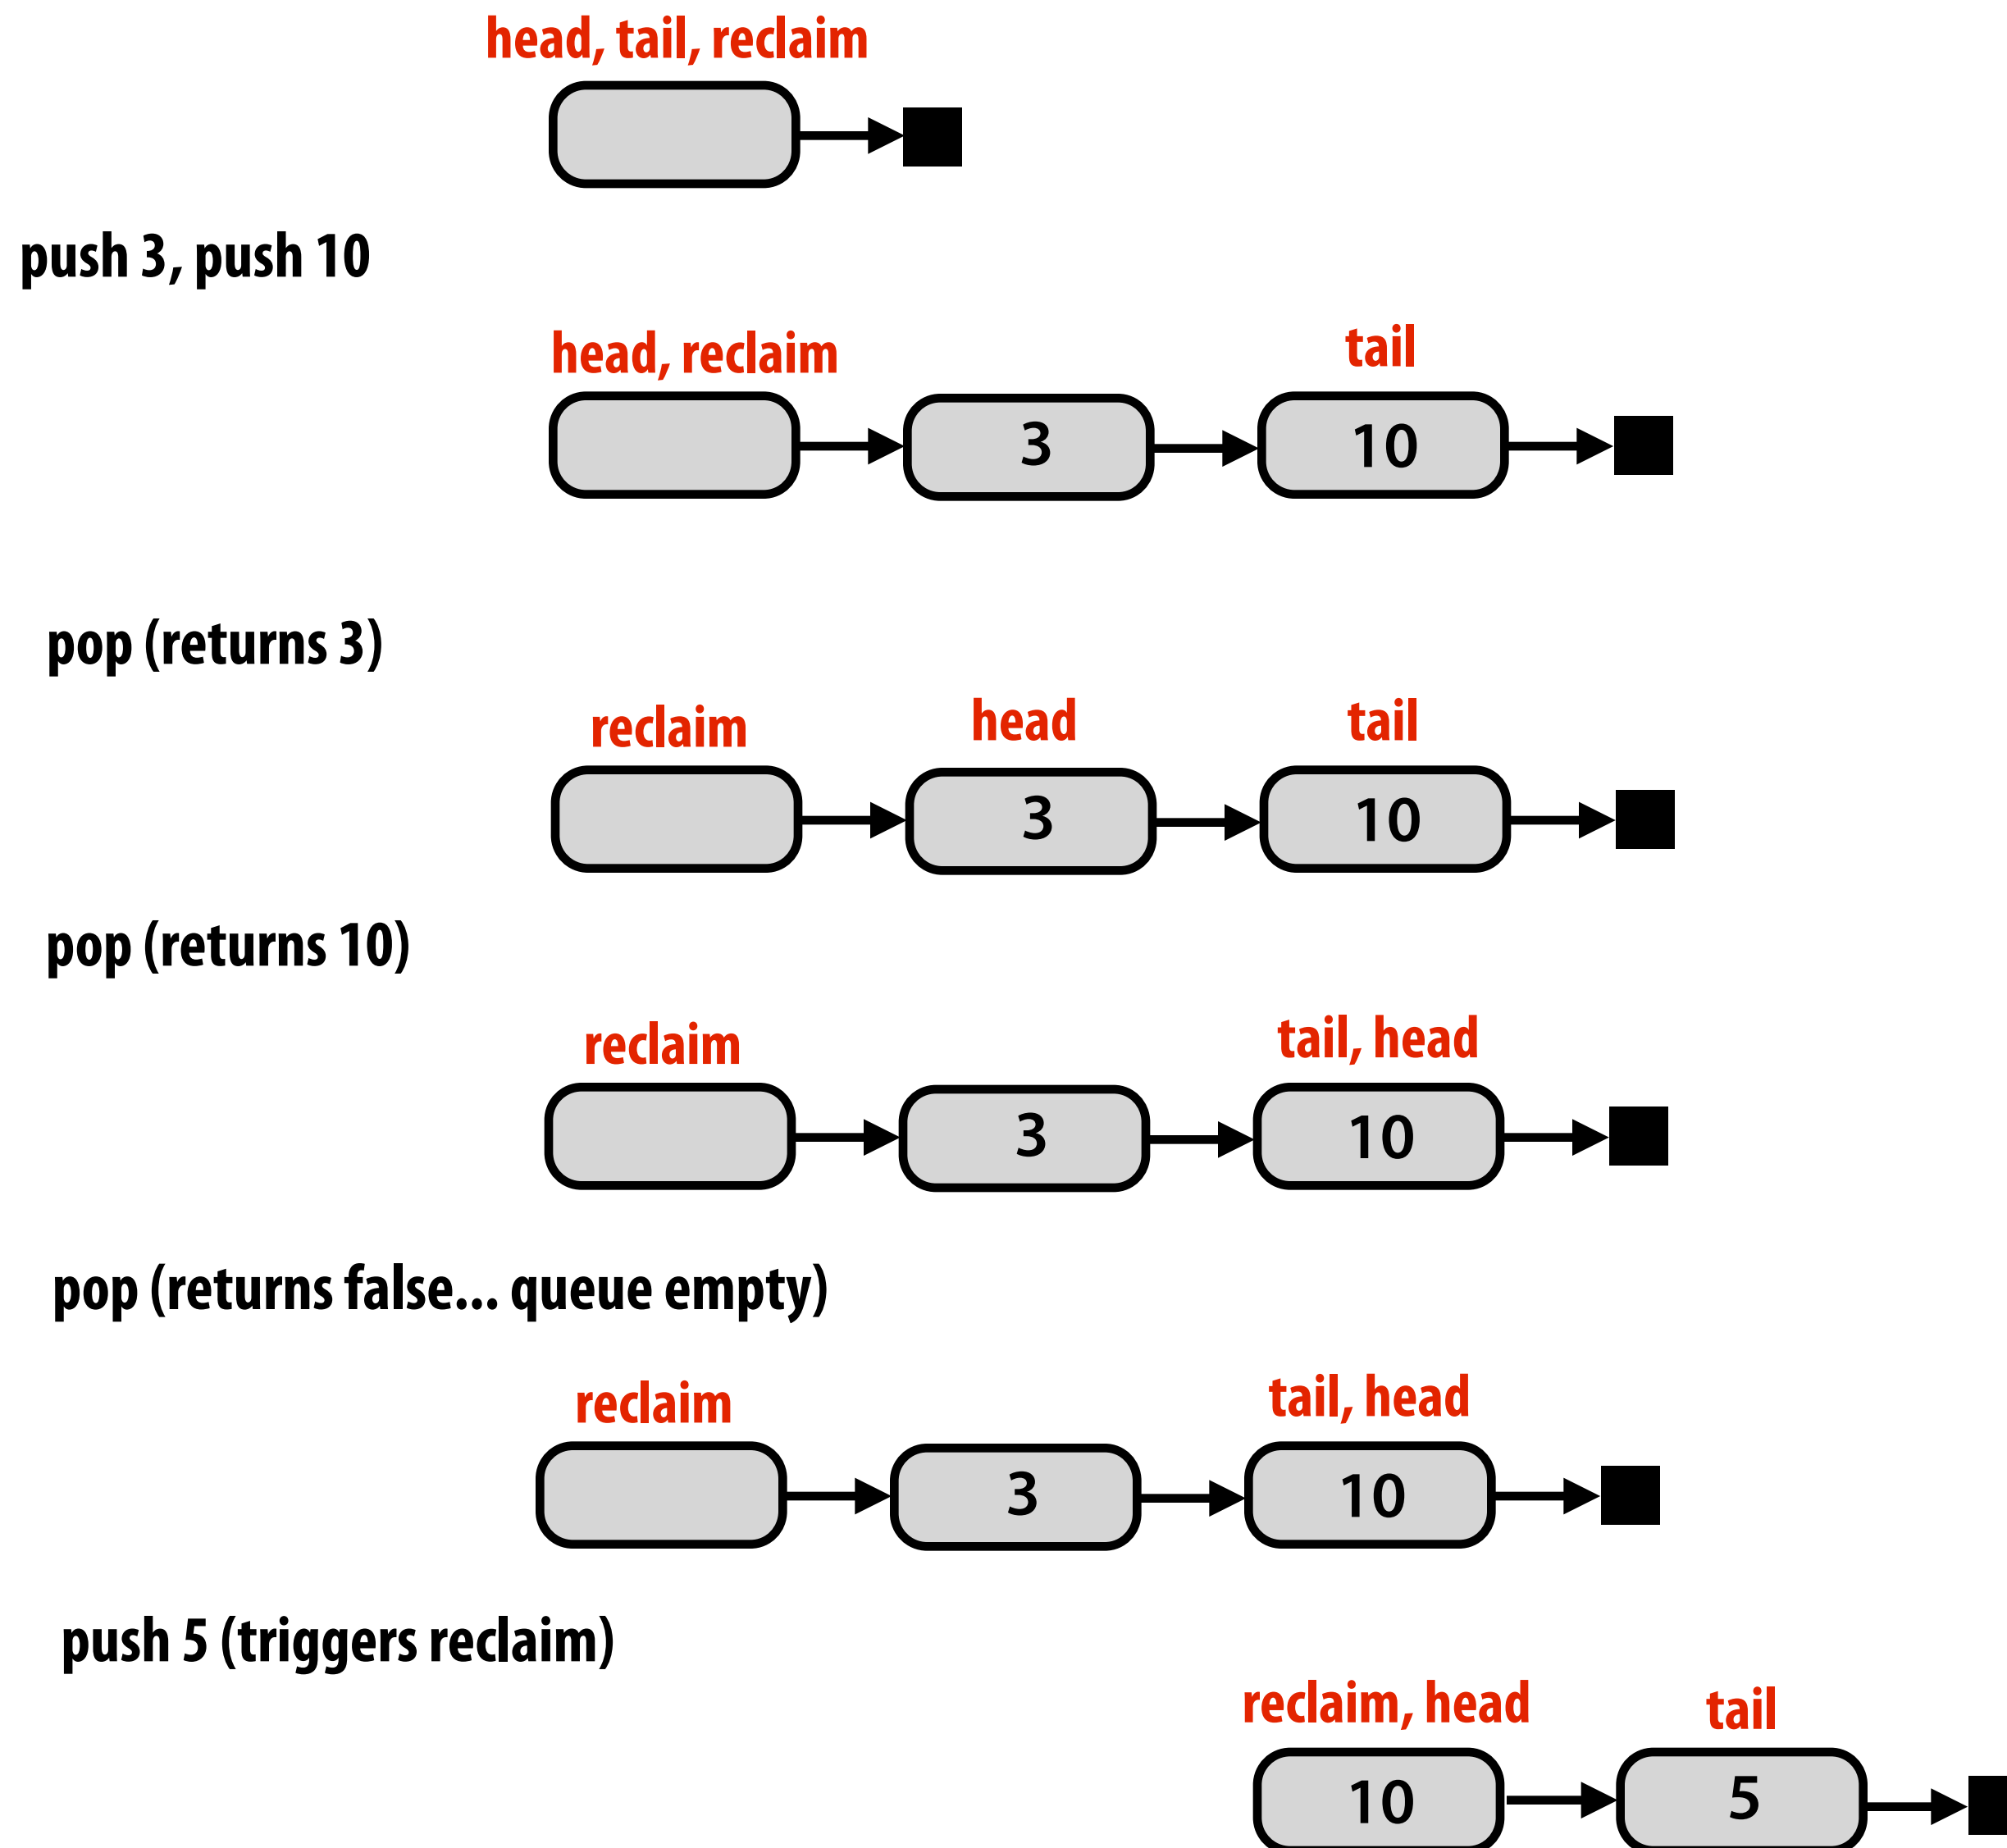 head, tail, reclaim
push 3, push 10
head, reclaim tail
3 10
pop (returns 3)
reclaim head tail
3 10
pop (returns 10)
reclaim tail, head
3 10
pop (returns false... queue empty)
reclaim tail, head
3 10
push 5 (triggers reclaim)
reclaim, head tail
10 5